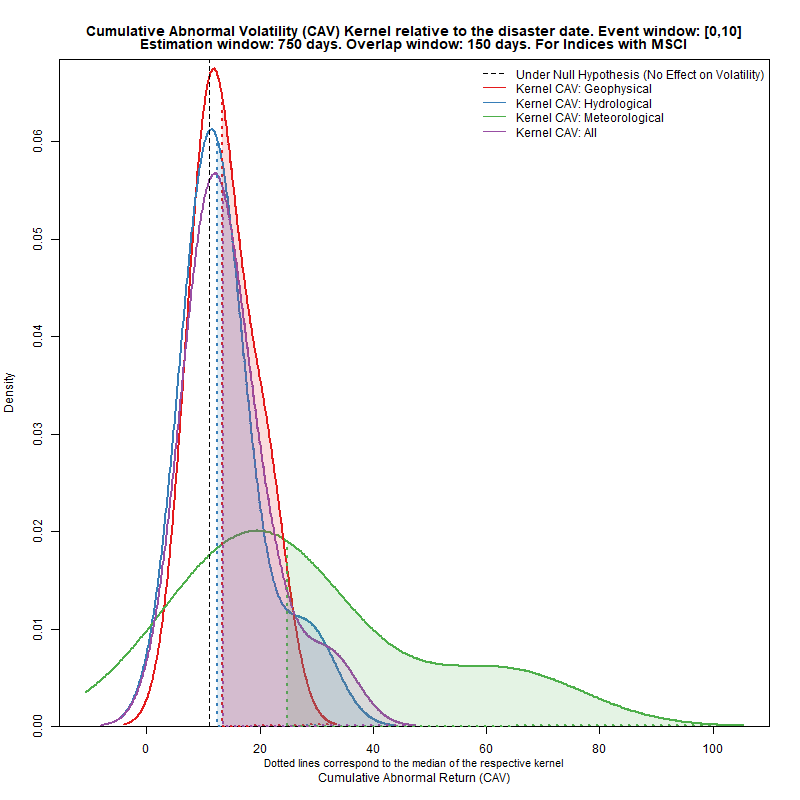 Cumulative Abnormal Volatility (CAV) Kernel relative to the disaster date. Event window: [0,10]
Estimation window: 750 days. Overlap window: 150 days. For Indices with MSCI
Under Null Hypothesis (No Effect on Volatility)
Kernel CAV: Geophysical
Kernel CAV: Hydrological
Kernel CAV: Meteorological
Kernel CAV: All
Density
0.06
0.05
0.04
0.03
0.02
0.01
0.00
0 20 40 60 80 100
Dotted lines correspond to the median of the respective kernel
Cumulative Abnormal Return (CAV)